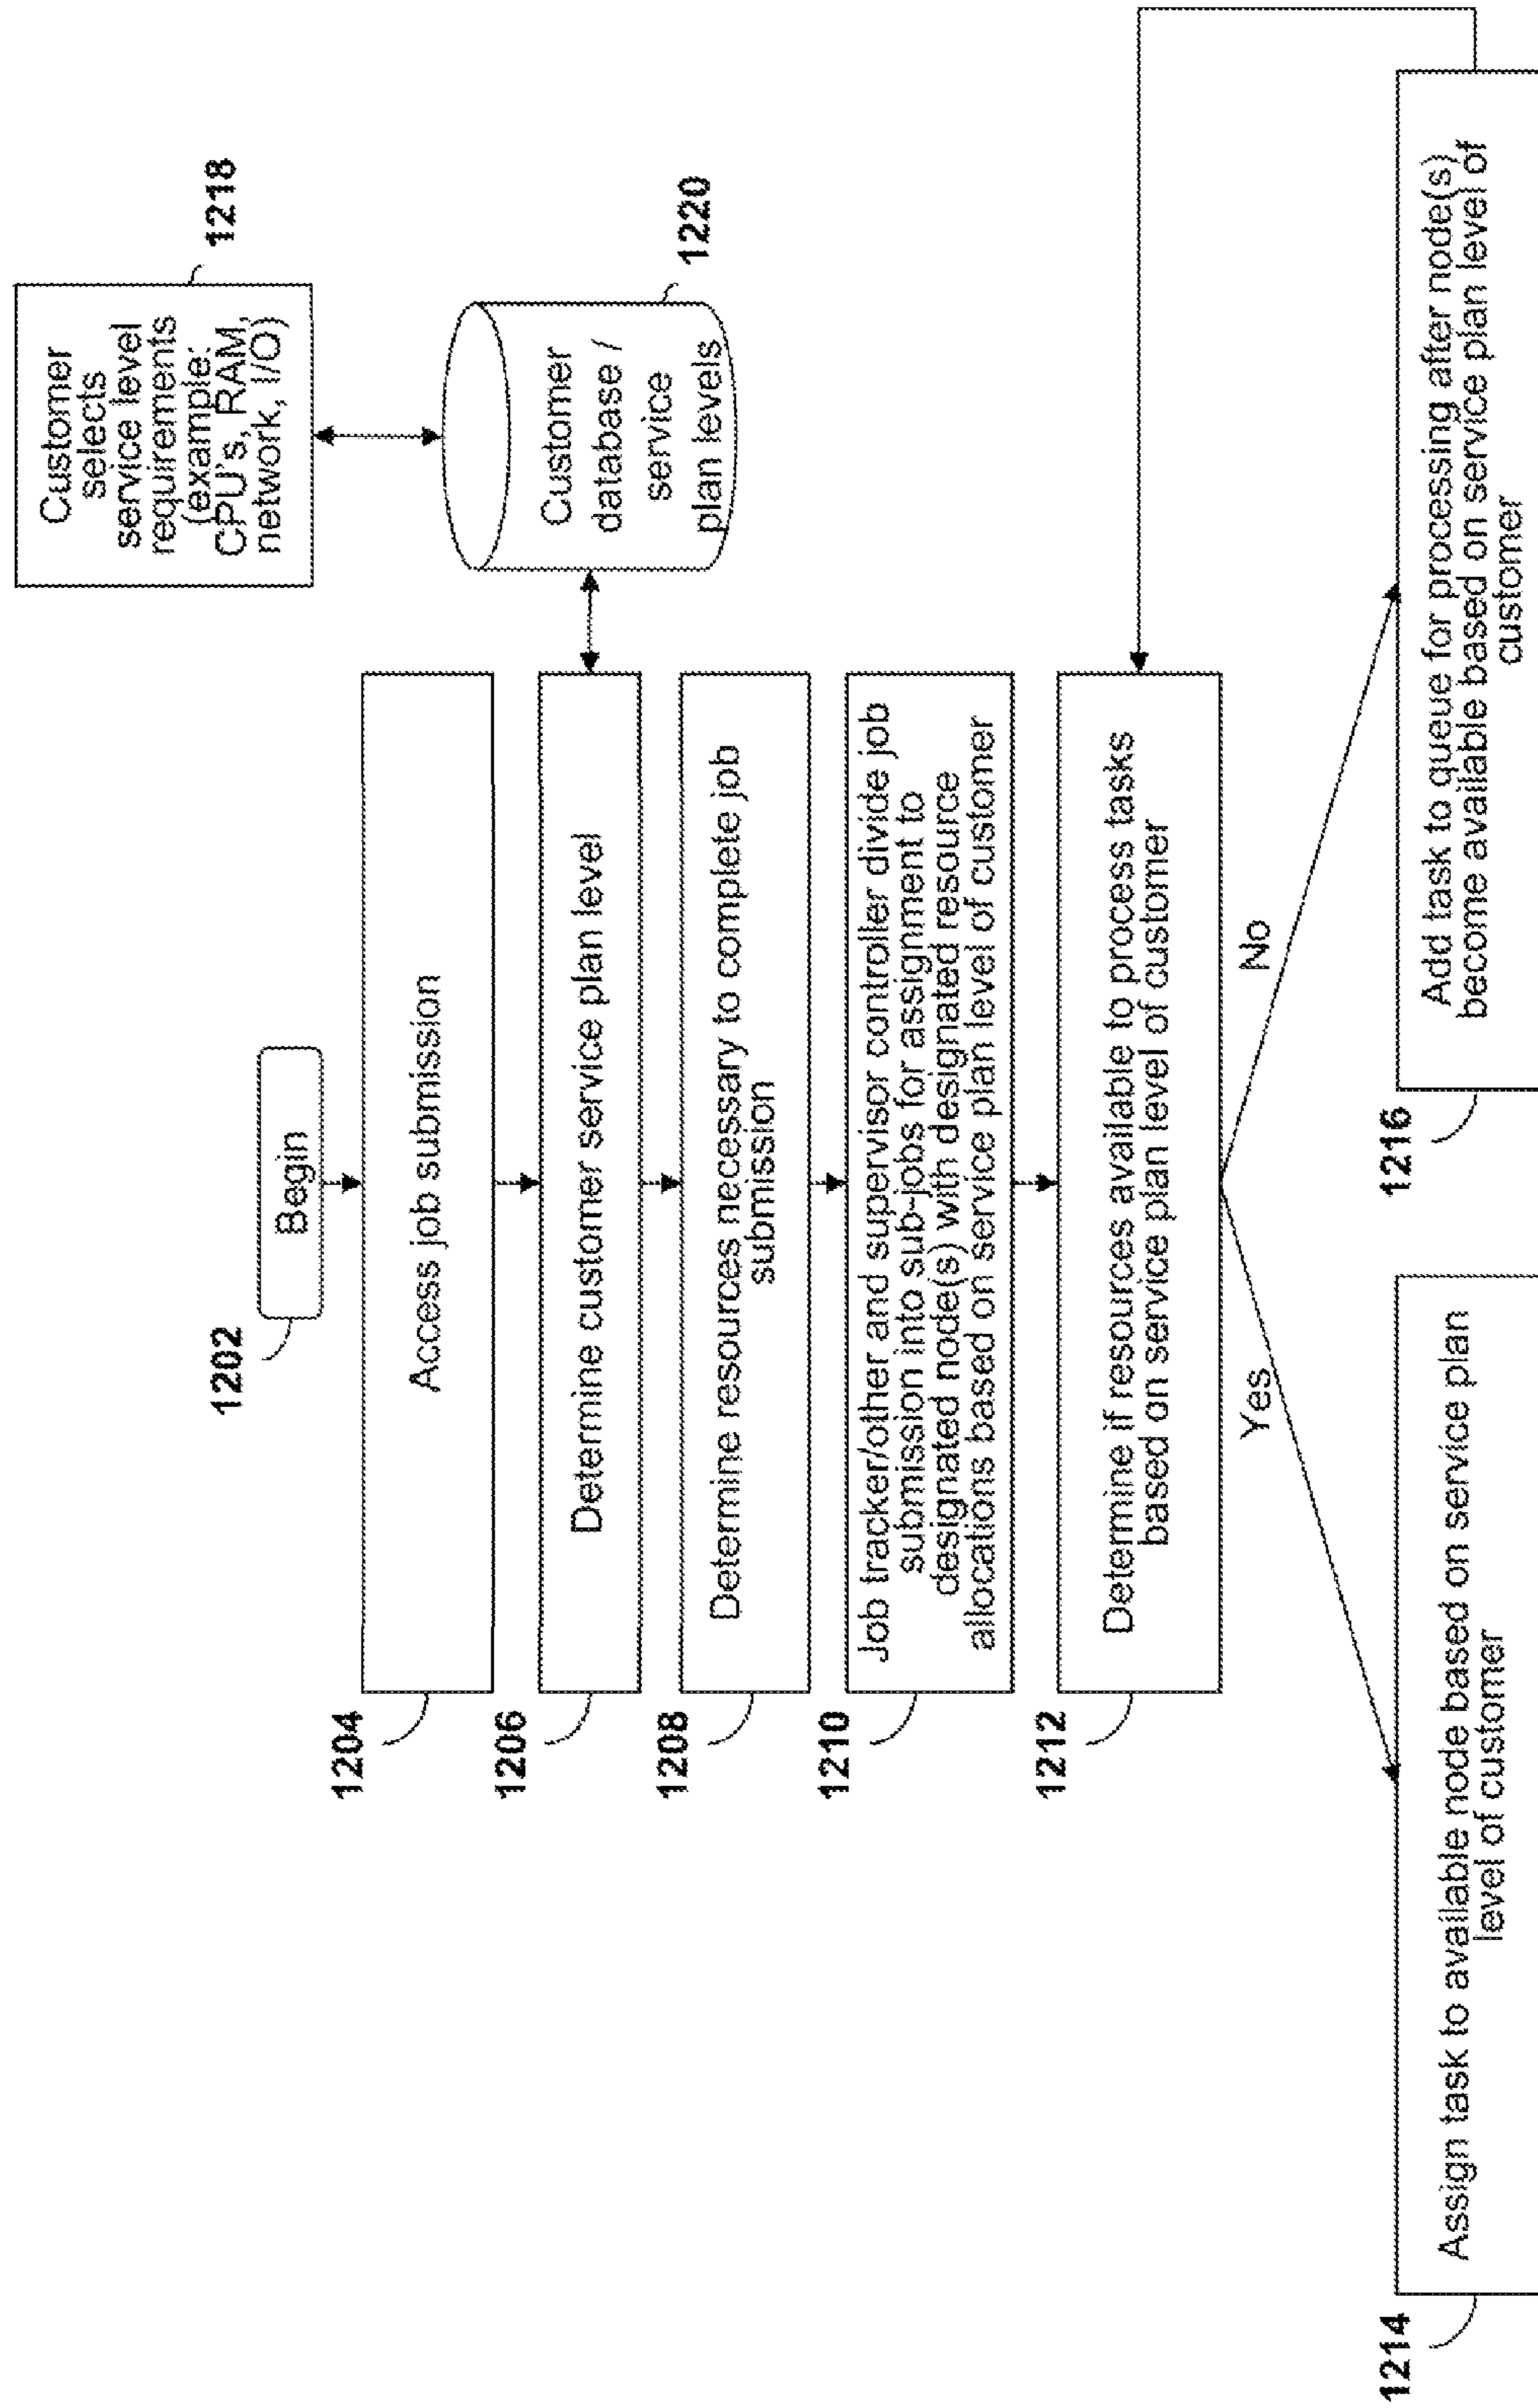 Customer
selects
service level
requirements
(example:
CPU's, RAM,
network, I/O)
1218
Customer
database /
service
plan levels
1220
1202
Begin
1204
Access job submission
1206
Determine customer service plan level
1208
Determine resources necessary to complete job
submission
1210
Job tracker/other and supervisor controller divide job
submission into sub-jobs for assignment to
designated node(s) with designated resource
allocations based on service plan level of customer
1212
Determine if resources available to process tasks
based on service plan level of customer
Yes
No
1214
Assign task to available node based on service plan
level of customer
1216
Add task to queue for processing after node(s)
become available based on service plan level of
customer